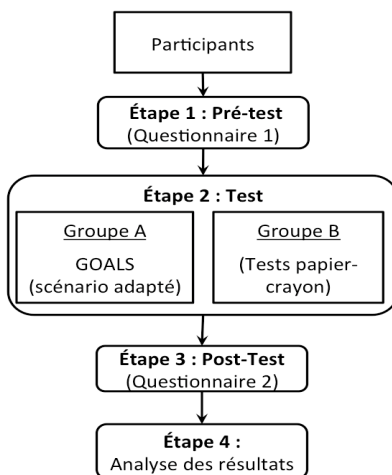 Participants
Étape 1 : Pré-test
(Questionnaire 1)
Étape 2 : Test
Groupe A
GOALS
(scénario adapté)
Groupe B
(Tests papier-
crayon)
Étape 3 : Post-Test
(Questionnaire 2)
Étape 4 :
Analyse des résultats